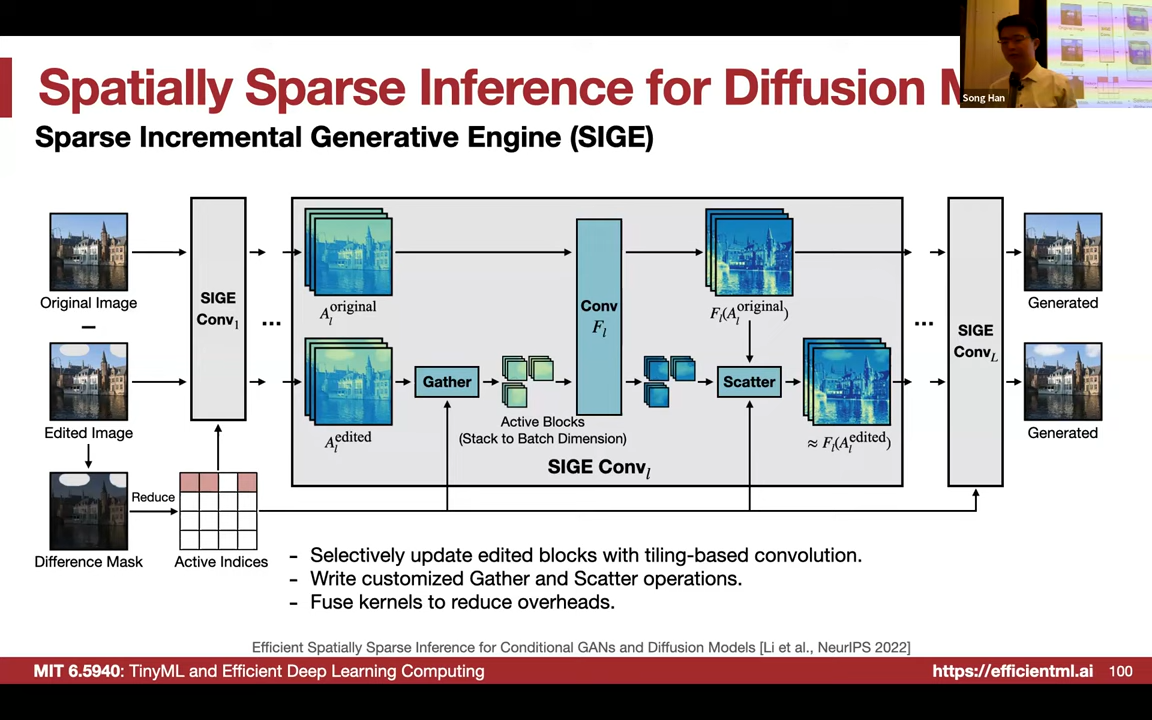 Spatially Sparse Inference for Diffusion
Song Han
Sparse Incremental Generative Engine (SIGE)
Original Image
−
Edited Image
Difference Mask
Reduce
Active Indices
SIGE
Conv₁
...
A_l^original
A_l^edited
Gather
Active Blocks
(Stack to Batch Dimension)
Conv
F_l
F_l(A_l^original)
Scatter
≈ F_l(A_l^edited)
SIGE Conv_l
...
SIGE
Conv_L
Generated
Generated
- Selectively update edited blocks with tiling-based convolution.
- Write customized Gather and Scatter operations.
- Fuse kernels to reduce overheads.
Efficient Spatially Sparse Inference for Conditional GANs and Diffusion Models [Li et al., NeurIPS 2022]
MIT 6.5940: TinyML and Efficient Deep Learning Computing
https://efficientml.ai
100